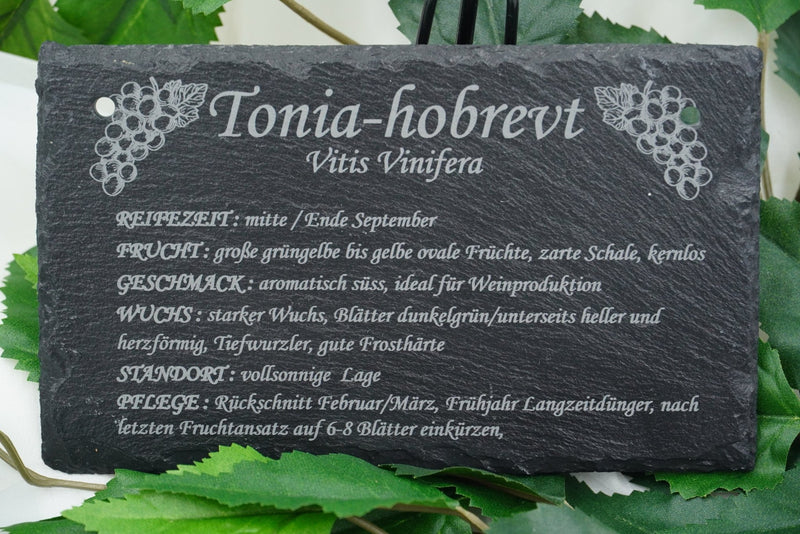 Tonia-hobrevt
Vitis Vinifera
REIFEZEIT : mitte / Ende September
FRUCHT : große grüngelbe bis gelbe ovale Früchte, zarte Schale, kernlos
GESCHMACK : aromatisch süss, ideal für Weinproduktion
WUCHS : starker Wuchs, Blätter dunkelgrün/unterseits heller und
herzförmig, Tiefwurzler, gute Frosthärte
STANDORT : vollsonnige Lage
PFLEGE : Rückschnitt Februar/März, Frühjahr Langzeitdünger, nach
letzten Fruchtansatz auf 6-8 Blätter einkürzen,